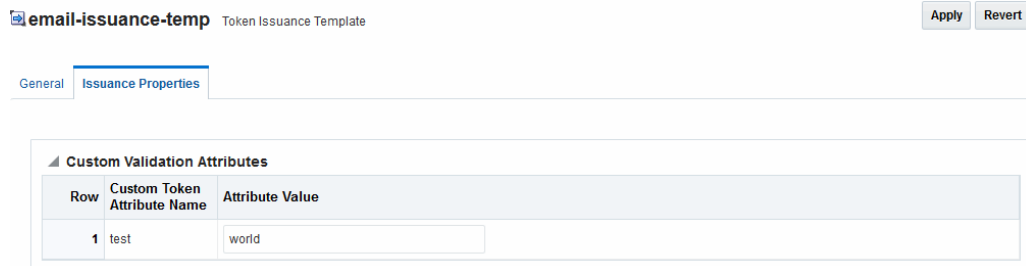 email-issuance-temp Token Issuance Template Apply Revert
General Issuance Properties
Custom Validation Attributes
Row Custom Token Attribute Name Attribute Value
1 test world